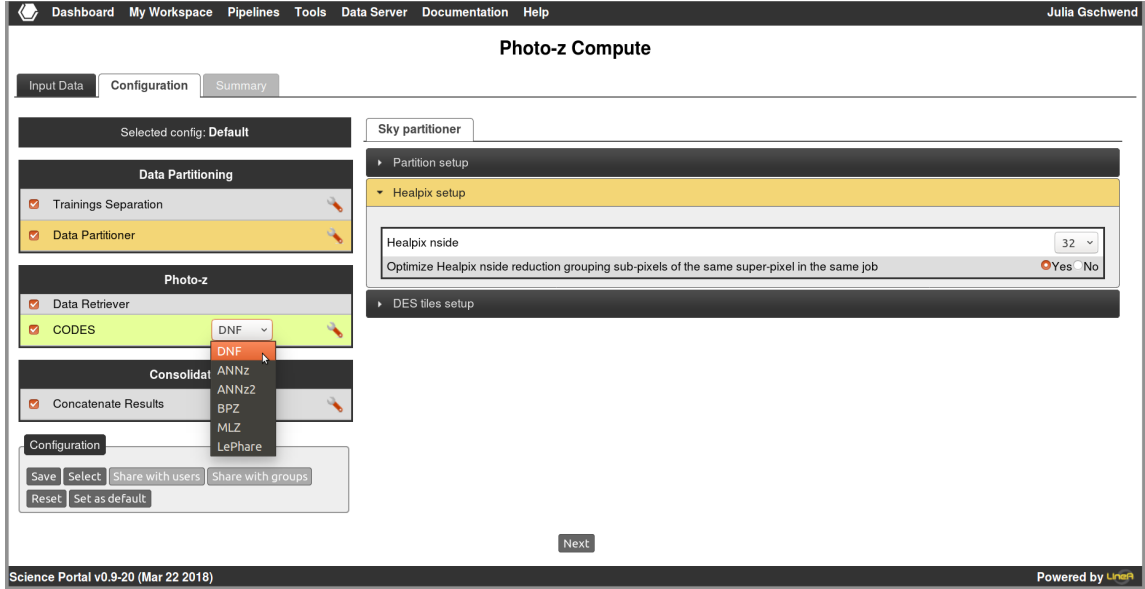 Dashboard My Workspace Pipelines Tools Data Server Documentation Help Julia Gschwend
Photo-z Compute
Input Data Configuration Summary
Selected config: Default
Data Partitioning
Trainings Separation
Data Partitioner
Photo-z
Data Retriever
CODES DNF
DNF
ANNz
ANNz2
BPZ
MLZ
LePhare
Consolidat
Concatenate Results
Configuration
Save Select Share with users Share with groups
Reset Set as default
Sky partitioner
Partition setup
Healpix setup
Healpix nside 32
Optimize Healpix nside reduction grouping sub-pixels of the same super-pixel in the same job Yes No
DES tiles setup
Next
Science Portal v0.9-20 (Mar 22 2018) Powered by LIneA